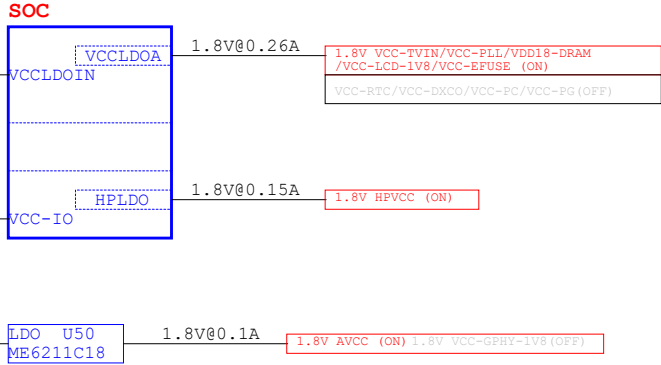 SOC
VCCLDOA
1.8V@0.26A
1.8V VCC-TVIN/VCC-PLL/VDD18-DRAM
/VCC-LCD-1V8/VCC-EFUSE (ON)
VCCLDOIN
VCC-RTC/VCC-DXCO/VCC-PC/VCC-PG(OFF)
HPLDO
1.8V@0.15A
1.8V HPVCC (ON)
VCC-IO
LDO U50
ME6211C18
1.8V@0.1A
1.8V AVCC (ON) 1.8V VCC-GPHY-1V8(OFF)